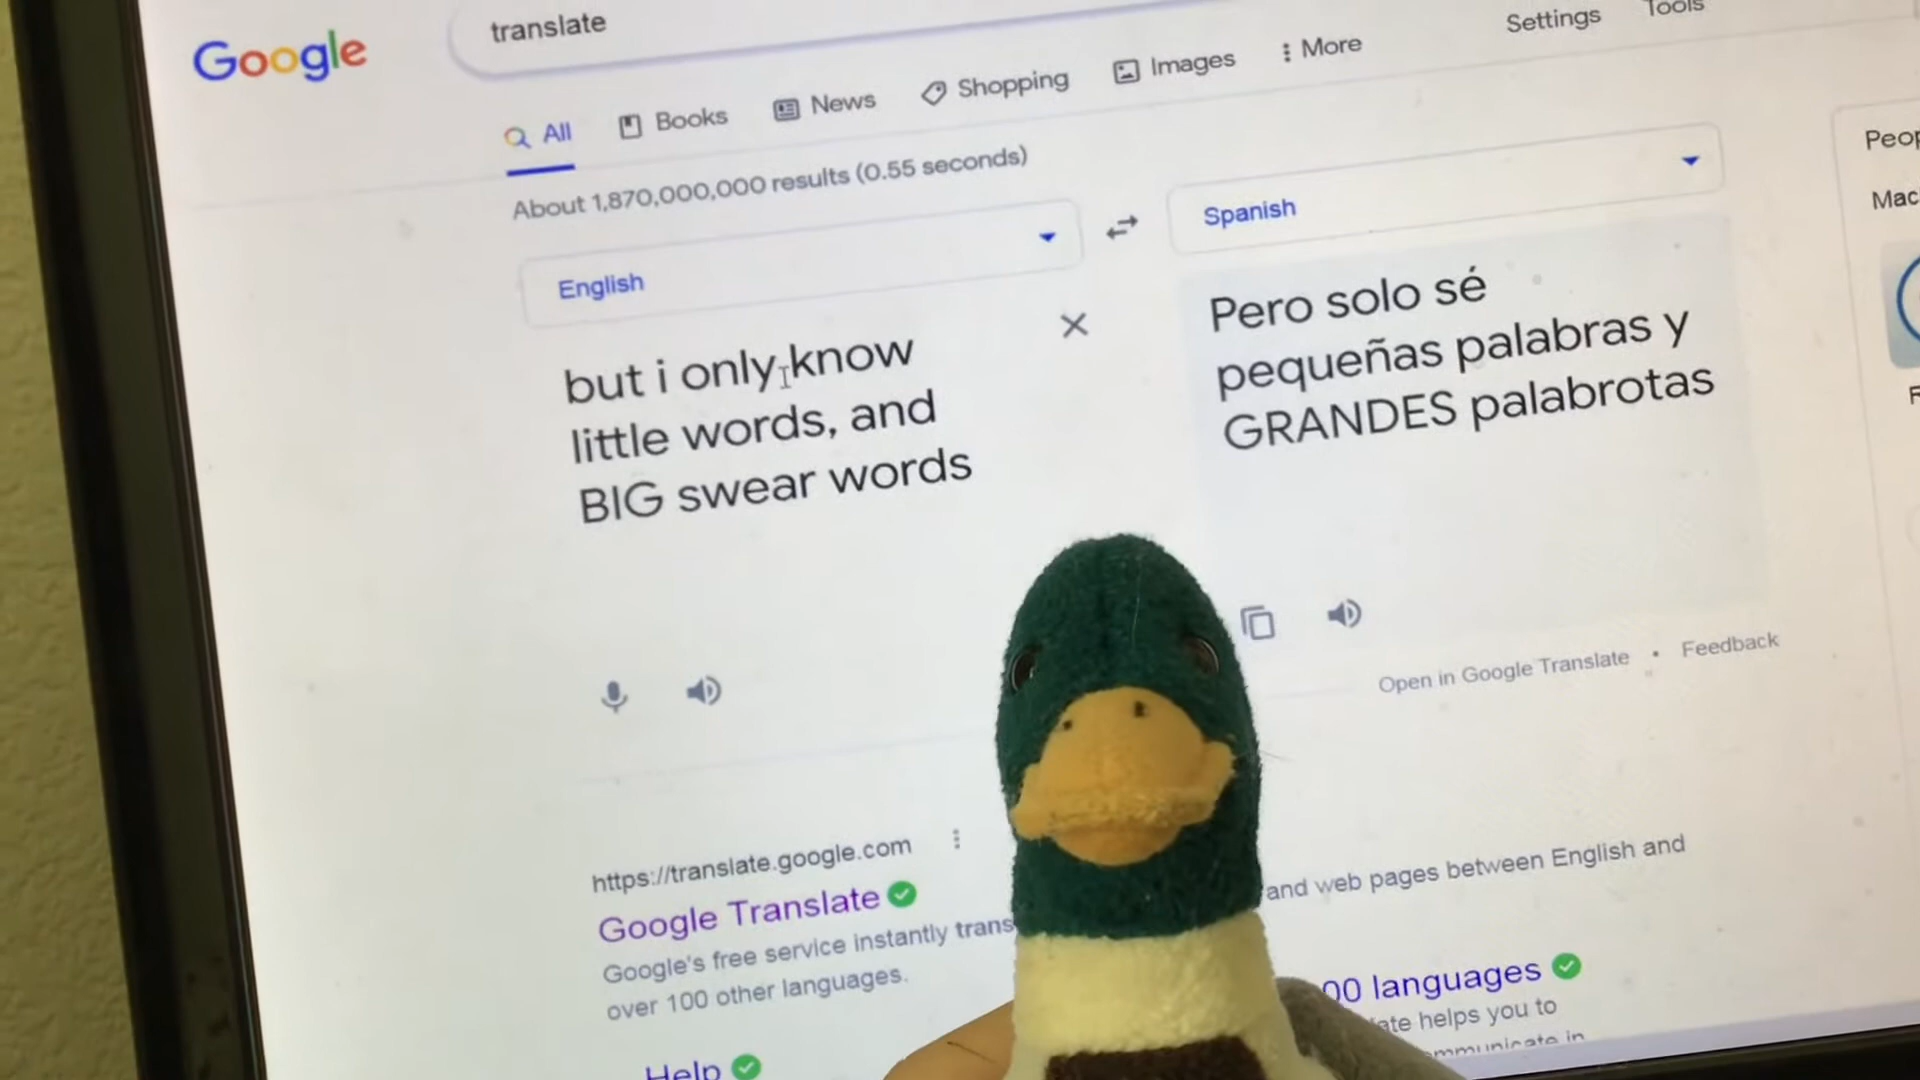 Google
translate
Settings
Tools
All
Books
News
Shopping
Images
More
About 1,870,000,000 results (0.55 seconds)
English
Spanish
but i only know
little words, and
BIG swear words
Pero solo sé
pequeñas palabras y
GRANDES palabrotas
Open in Google Translate • Feedback
https://translate.google.com
Google Translate
Google's free service instantly
and web pages between English and
over 100 other languages.
languages
helps you to
Help